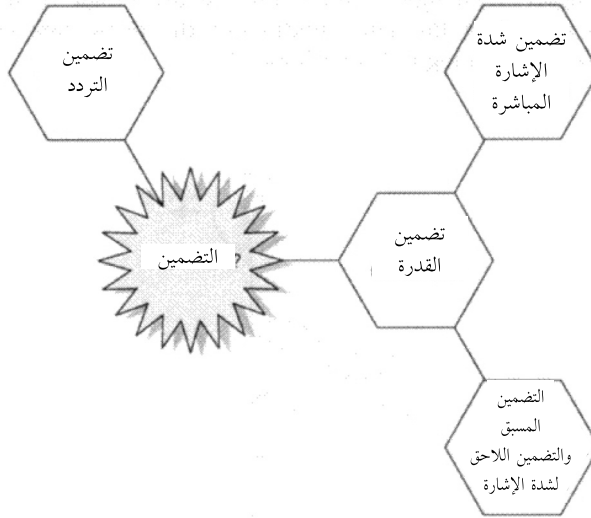 تضمين
التردد
تضمين شدة
الإشارة
المباشرة
التضمين ?
تضمين
القدرة
التضمين
المسبق
والتضمين اللاحق
لشدة الإشارة